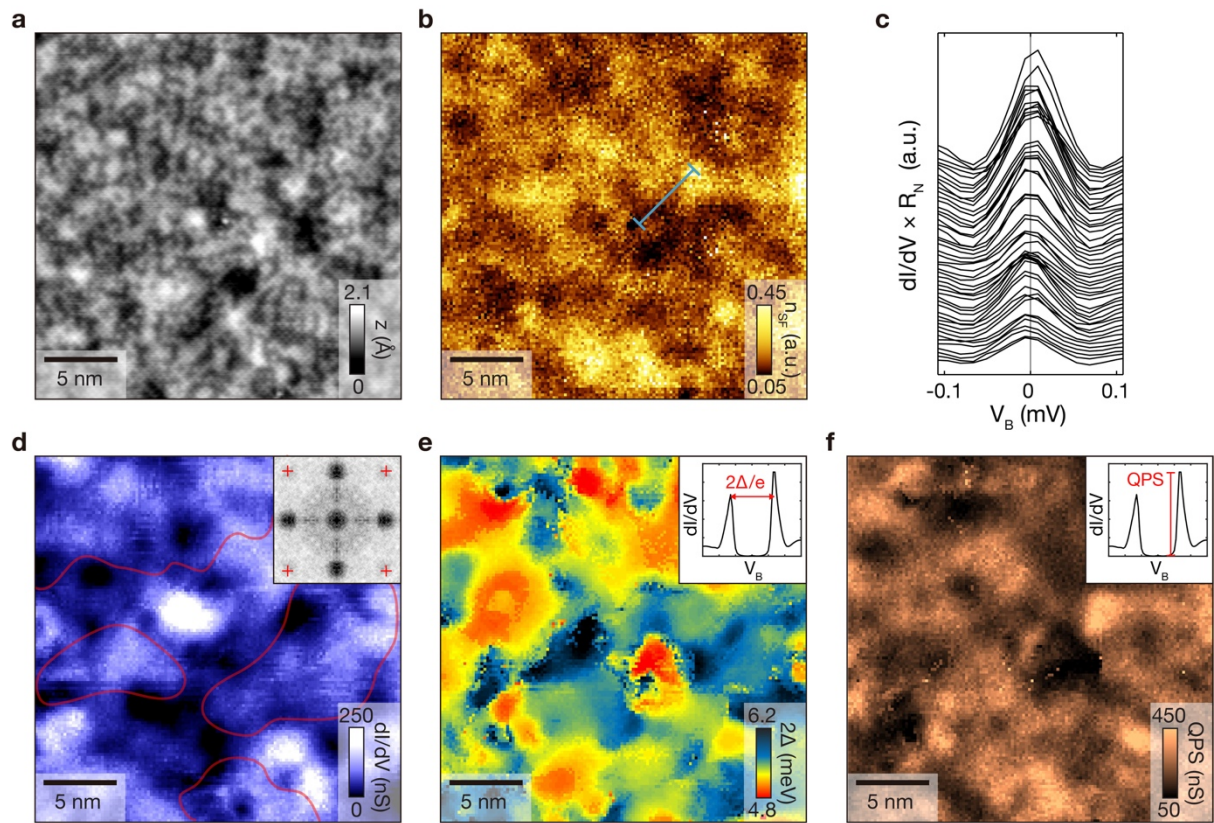 a
b
c
5 nm
2.1
z (Å)
0
5 nm
0.45
n_SF (a.u.)
0.05
dI/dV × R_N (a.u.)
-0.1
0
0.1
V_B (mV)
d
e
f
5 nm
250
dI/dV (nS)
0
2Δ/e
dI/dV
V_B
5 nm
6.2
2Δ (meV)
4.8
QPS
dI/dV
V_B
5 nm
450
QPS (nS)
50